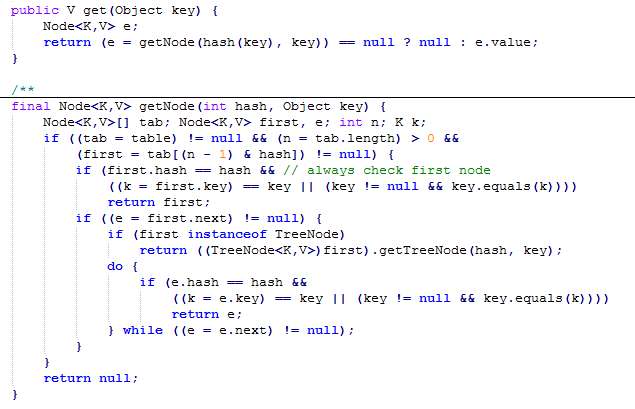 public V get(Object key) {
    Node<K,V> e;
    return (e = getNode(hash(key), key)) == null ? null : e.value;
}
/**
final Node<K,V> getNode(int hash, Object key) {
    Node<K,V>[] tab; Node<K,V> first, e; int n; K k;
    if ((tab = table) != null && (n = tab.length) > 0 &&
        (first = tab[(n - 1) & hash]) != null) {
        if (first.hash == hash && // always check first node
            ((k = first.key) == key || (key != null && key.equals(k))))
            return first;
        if ((e = first.next) != null) {
            if (first instanceof TreeNode)
                return ((TreeNode<K,V>)first).getTreeNode(hash, key);
            do {
                if (e.hash == hash &&
                    ((k = e.key) == key || (key != null && key.equals(k))))
                    return e;
            } while ((e = e.next) != null);
        }
    }
    return null;
}